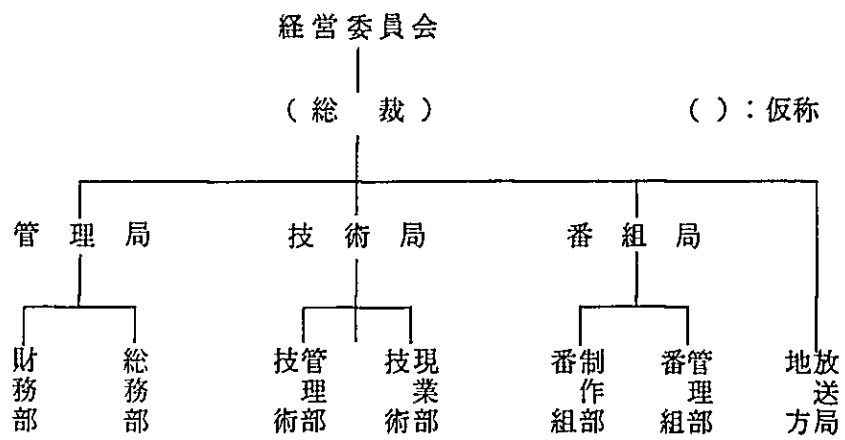 経営委員会
(総裁)
( ):仮称
管理局
技術局
番組局
財務部
総務部
技術管理部
技術現業部
番組制作部
番組管理部
地方放送局